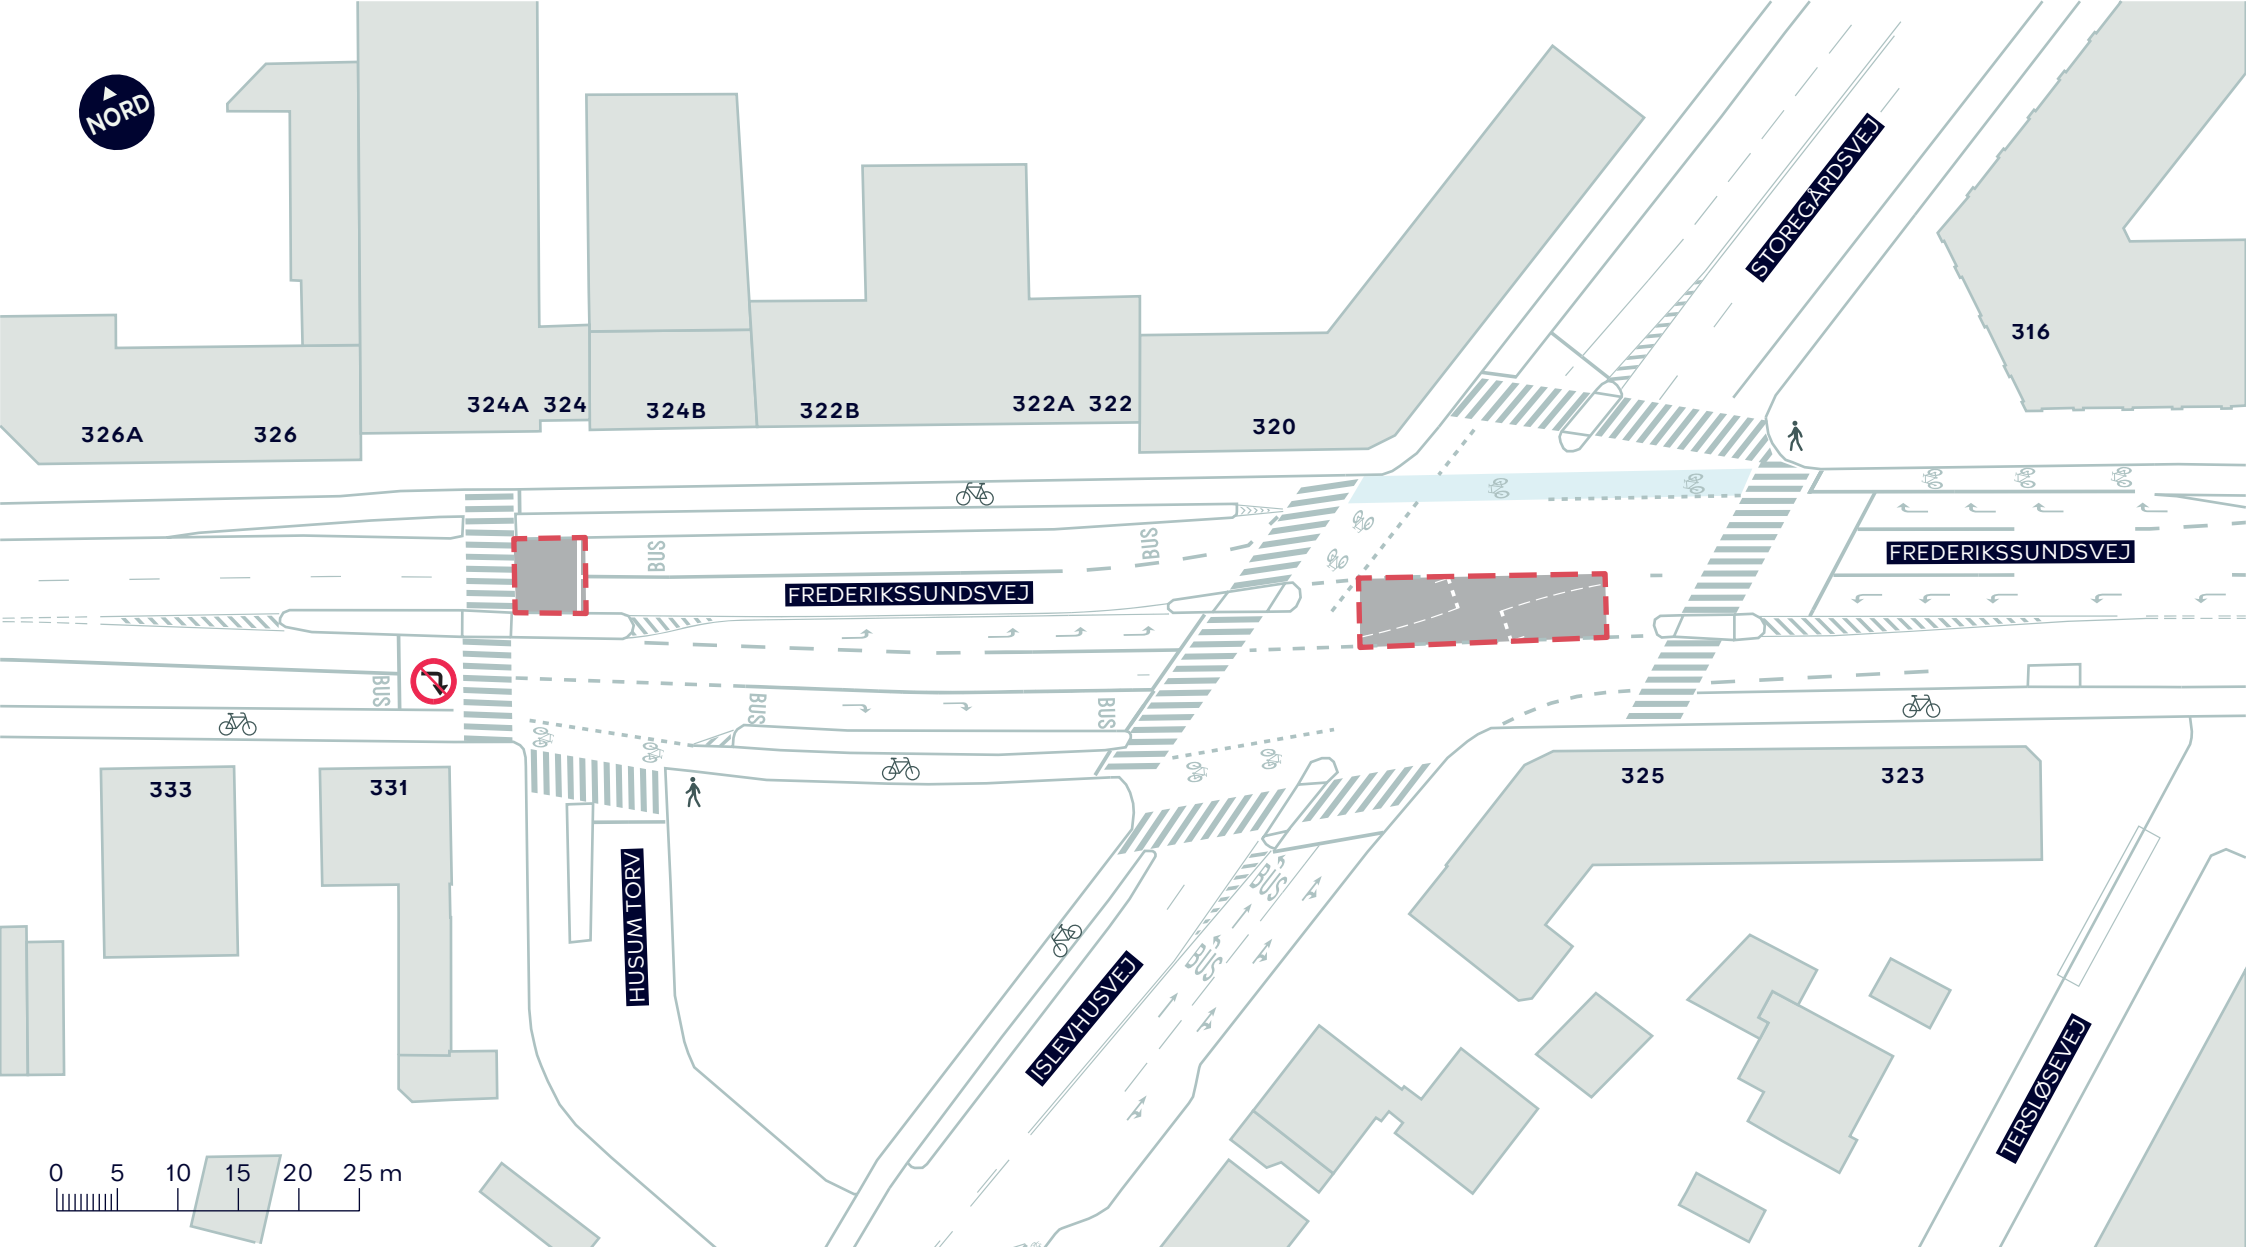 NORD
STOREGÅRDSVEJ
316
324A 324
324B
322B
322A 322
320
326A
326
BUS
BUS
FREDERIKSSUNDSVEJ
FREDERIKSSUNDSVEJ
BUS
BUS
BUS
333
331
325
323
HUSUM TORV
BUS
BUS
ISLEVHUSVEJ
TERSLØSEVEJ
0 5 10 15 20 25 m